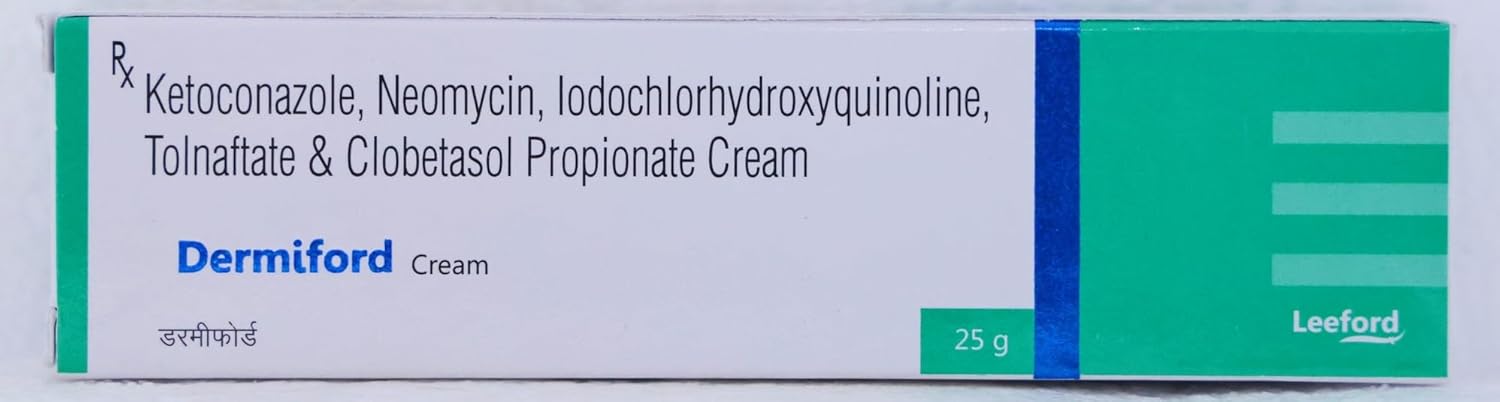 Rx Ketoconazole, Neomycin, Iodochlorhydroxyquinoline,
Tolnaftate & Clobetasol Propionate Cream
Dermiford Cream
डरमीफोर्ड
25 g
Leeford